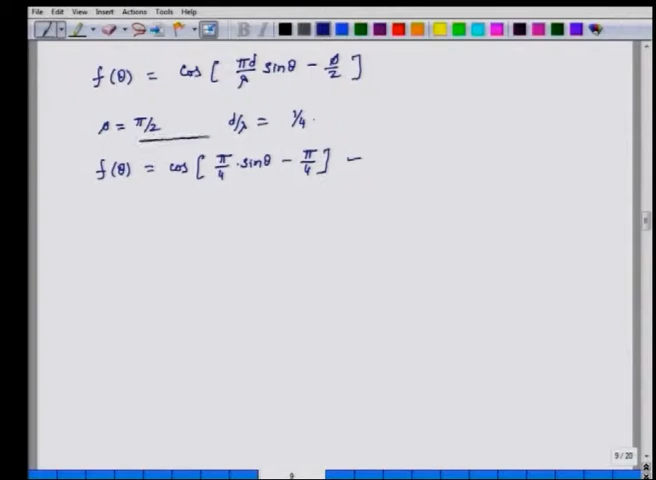 File Edit View Insert Actions Tools Help
f(θ) = cos [ πd/λ sinθ − β/2 ]
β = π/2 d/λ = 1/4.
f(θ) = cos [ π/4 · sinθ − π/4 ] −
9 / 20
9